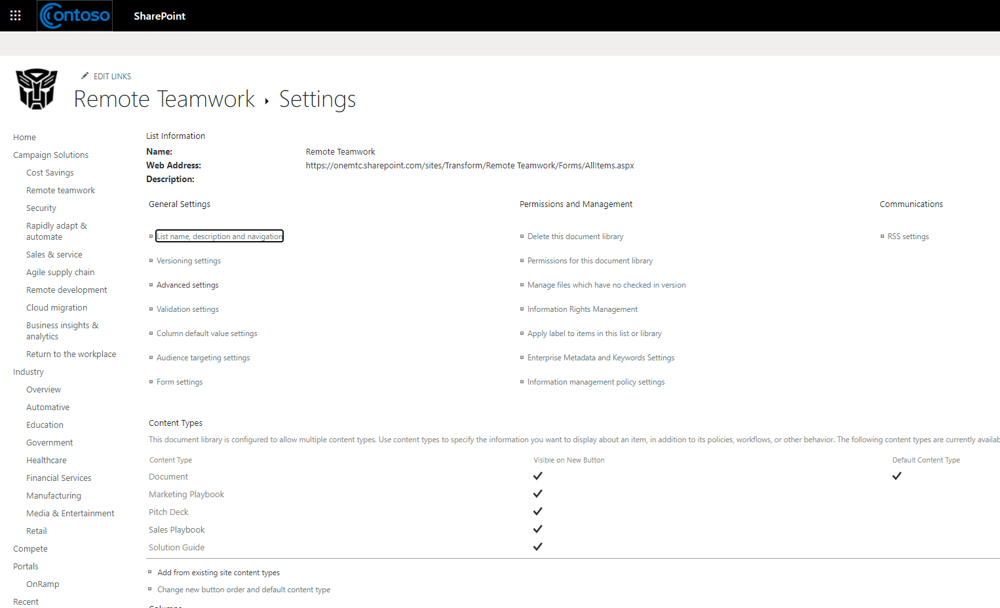 Contoso
SharePoint
EDIT LINKS
Remote Teamwork ▸ Settings
Home
Campaign Solutions
Cost Savings
Remote teamwork
Security
Rapidly adapt &
automate
Sales & service
Agile supply chain
Remote development
Cloud migration
Business insights &
analytics
Return to the workplace
Industry
Overview
Automative
Education
Government
Healthcare
Financial Services
Manufacturing
Media & Entertainment
Retail
Compete
Portals
OnRamp
Recent
List Information
Name: Remote Teamwork
Web Address: https://onemtc.sharepoint.com/sites/Transform/Remote Teamwork/Forms/AllItems.aspx
Description:
General Settings
List name, description and navigation
Versioning settings
Advanced settings
Validation settings
Column default value settings
Audience targeting settings
Form settings
Permissions and Management
Delete this document library
Permissions for this document library
Manage files which have no checked in version
Information Rights Management
Apply label to items in this list or library
Enterprise Metadata and Keywords Settings
Information management policy settings
Communications
RSS settings
Content Types
This document library is configured to allow multiple content types. Use content types to specify the information you want to display about an item, in addition to its policies, workflows, or other behavior. The following content types are currently availab
Content Type Visible on New Button Default Content Type
Document
Marketing Playbook
Pitch Deck
Sales Playbook
Solution Guide
Add from existing site content types
Change new button order and default content type
Columns